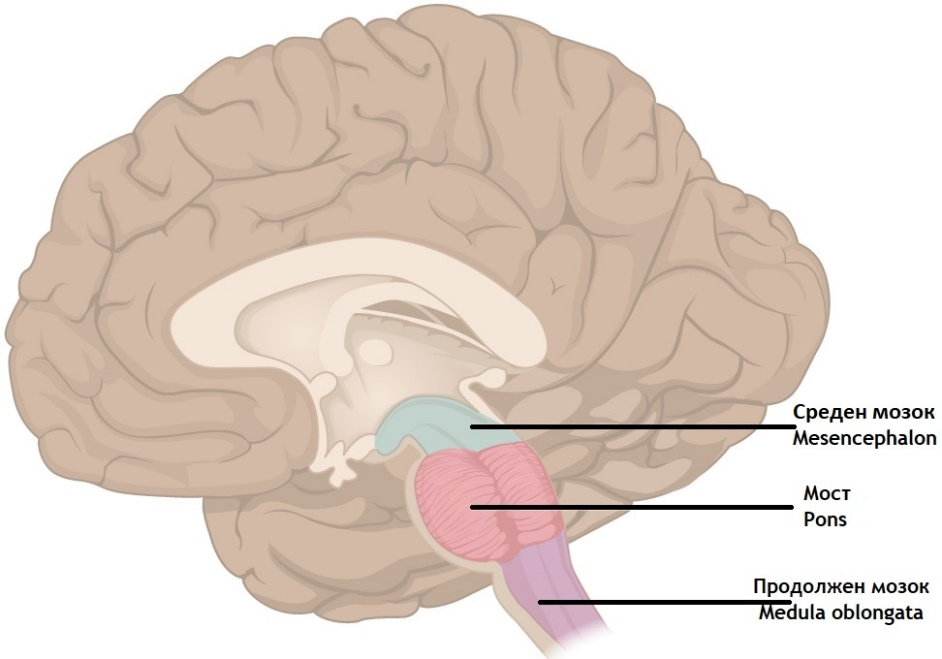 Среден мозок
Mesencephalon
Мост
Pons
Продолжен мозок
Medula oblongata